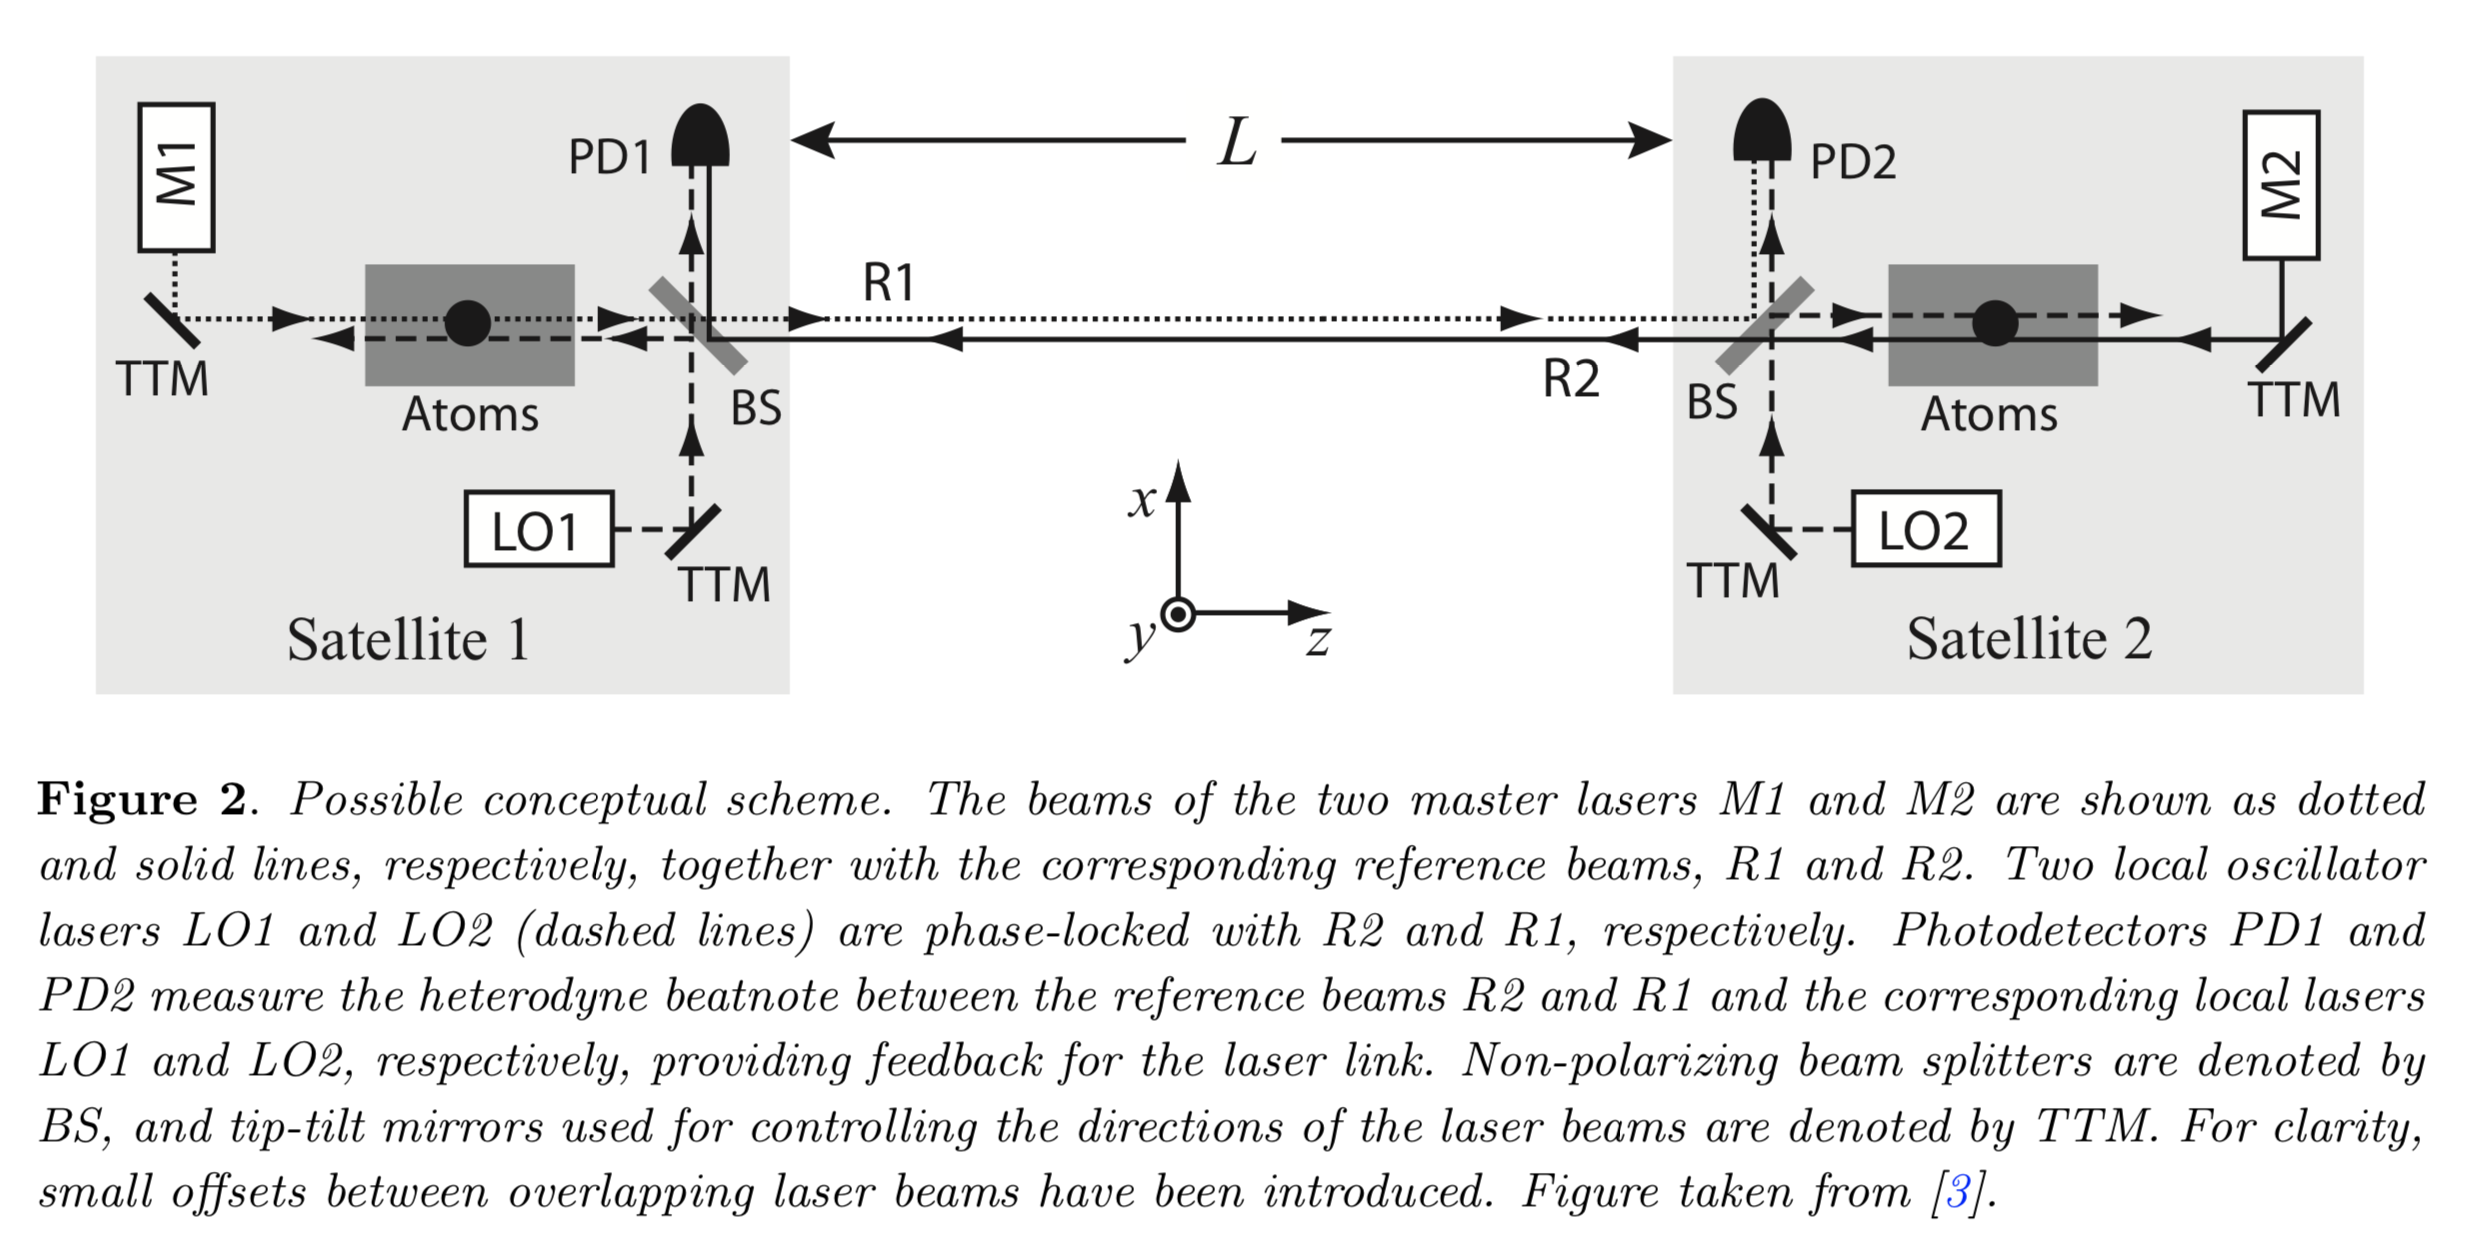 M1
PD1
L
PD2
M2
R1
R2
TTM
Atoms
BS
BS
Atoms
TTM
LO1
TTM
x
y
z
TTM
LO2
Satellite 1
Satellite 2
Figure 2. Possible conceptual scheme. The beams of the two master lasers M1 and M2 are shown as dotted
and solid lines, respectively, together with the corresponding reference beams, R1 and R2. Two local oscillator
lasers LO1 and LO2 (dashed lines) are phase-locked with R2 and R1, respectively. Photodetectors PD1 and
PD2 measure the heterodyne beatnote between the reference beams R2 and R1 and the corresponding local lasers
LO1 and LO2, respectively, providing feedback for the laser link. Non-polarizing beam splitters are denoted by
BS, and tip-tilt mirrors used for controlling the directions of the laser beams are denoted by TTM. For clarity,
small offsets between overlapping laser beams have been introduced. Figure taken from [3].